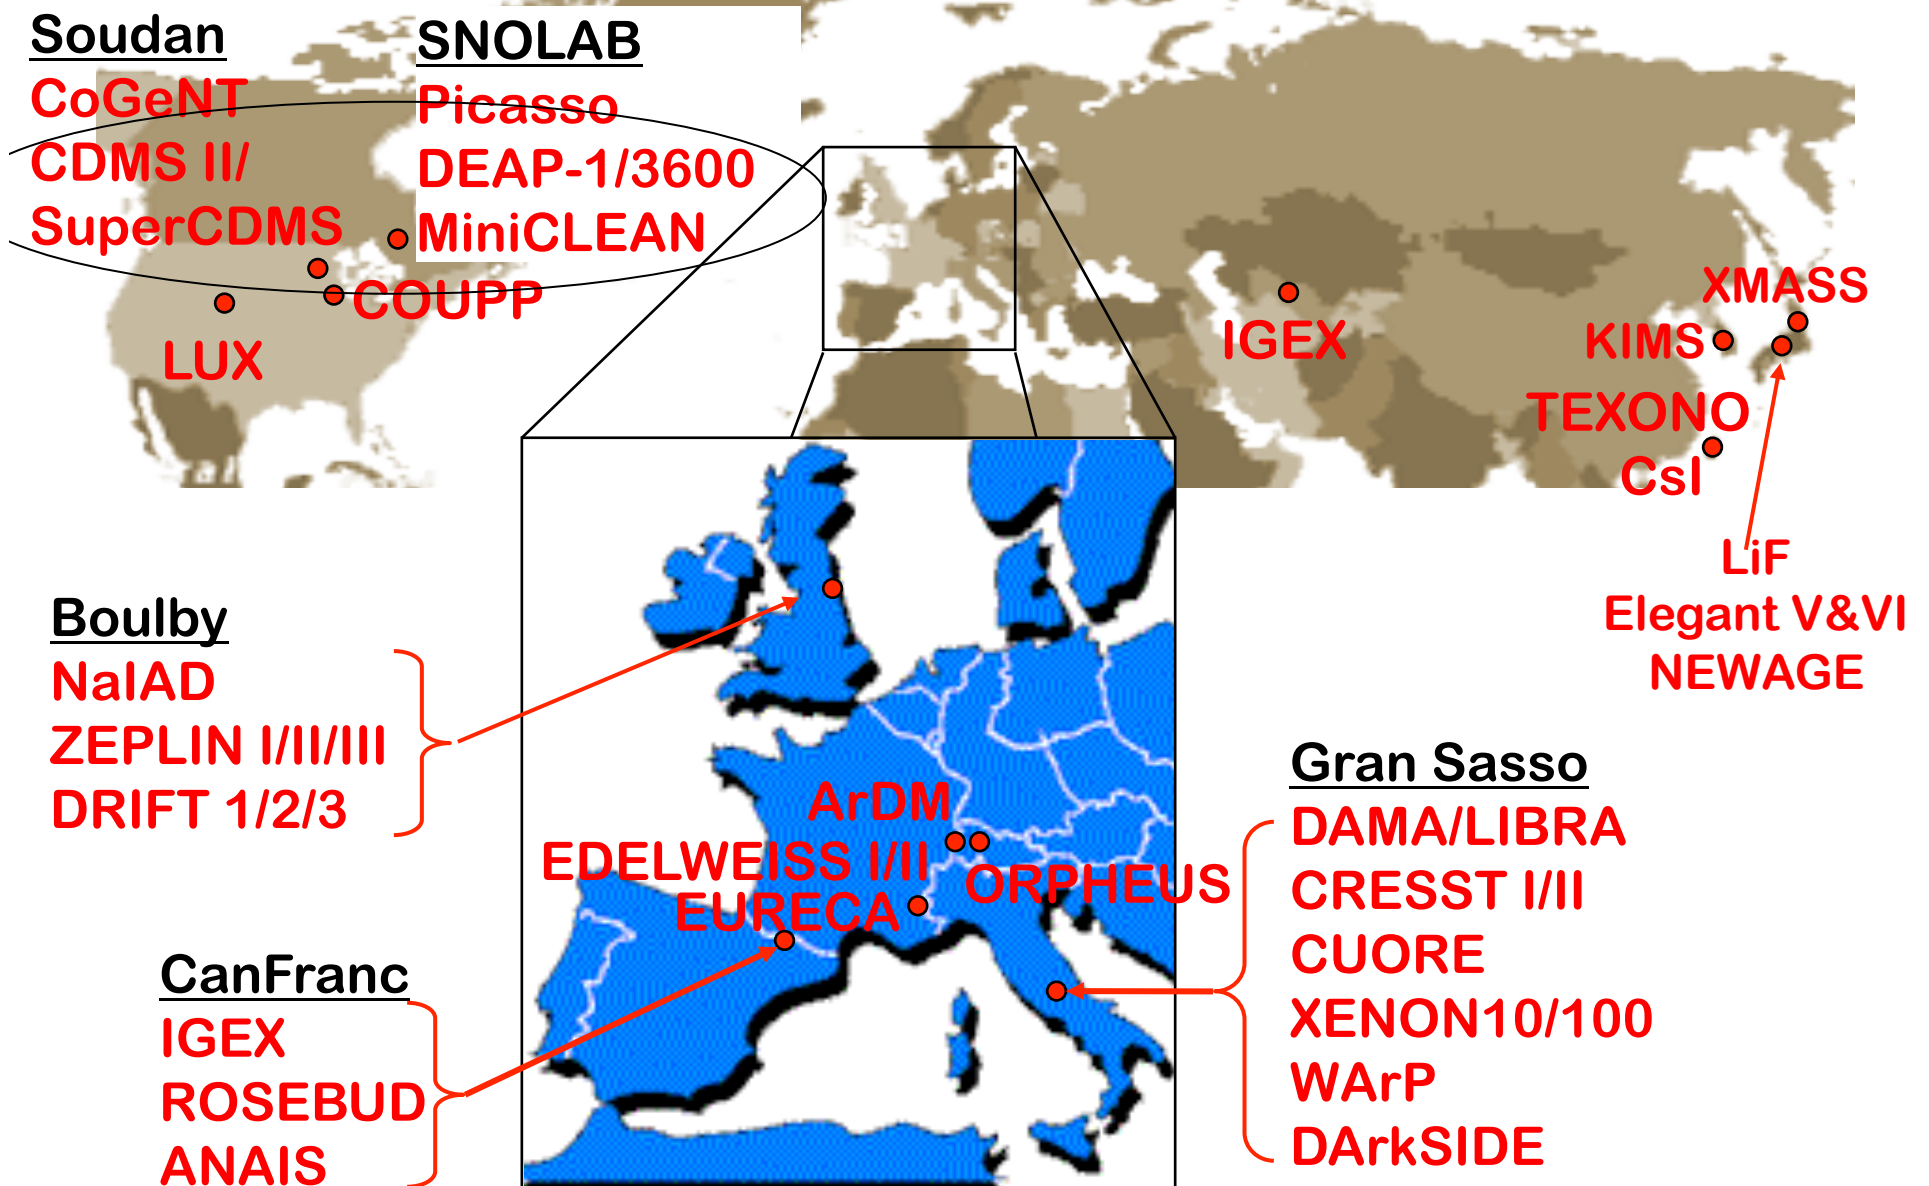 Soudan
CoGeNT
CDMS II/
SuperCDMS
SNOLAB
Picasso
DEAP-1/3600
MiniCLEAN
COUPP
LUX
IGEX
XMASS
KIMS
TEXONO
CsI
LiF
Elegant V&VI
NEWAGE
Boulby
NaIAD
ZEPLIN I/II/III
DRIFT 1/2/3
ArDM
EDELWEISS I/II
EURECA
ORPHEUS
CanFranc
IGEX
ROSEBUD
ANAIS
Gran Sasso
DAMA/LIBRA
CRESST I/II
CUORE
XENON10/100
WArP
DArkSIDE